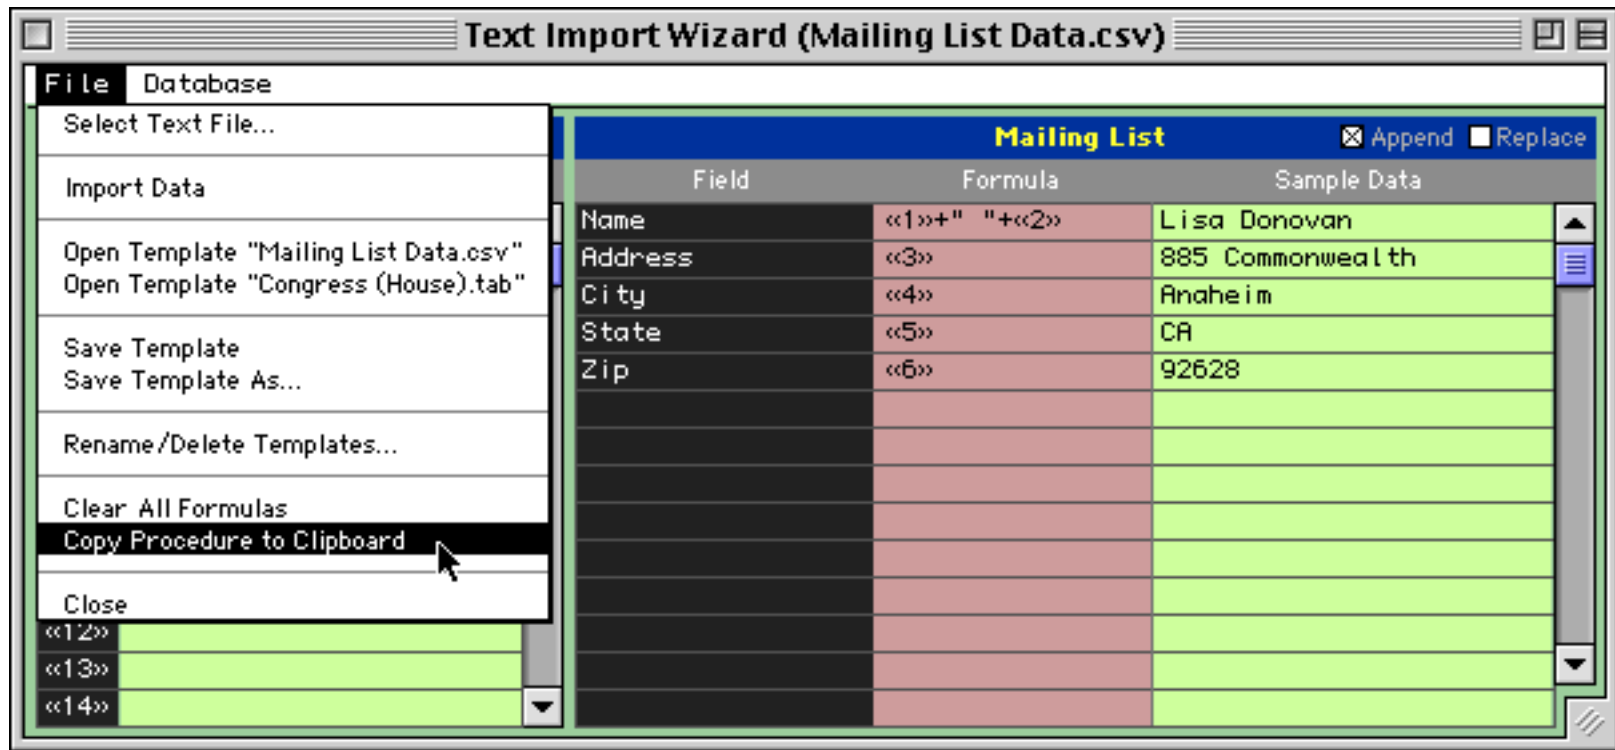 Text Import Wizard (Mailing List Data.csv)
File Database
Select Text File...
Import Data
Open Template "Mailing List Data.csv"
Open Template "Congress (House).tab"
Save Template
Save Template As...
Rename/Delete Templates...
Clear All Formulas
Copy Procedure to Clipboard
Close
«12»
«13»
«14»
Mailing List Append Replace
Field Formula Sample Data
Name «1»+" "+«2» Lisa Donovan
Address «3» 885 Commonwealth
City «4» Anaheim
State «5» CA
Zip «6» 92628